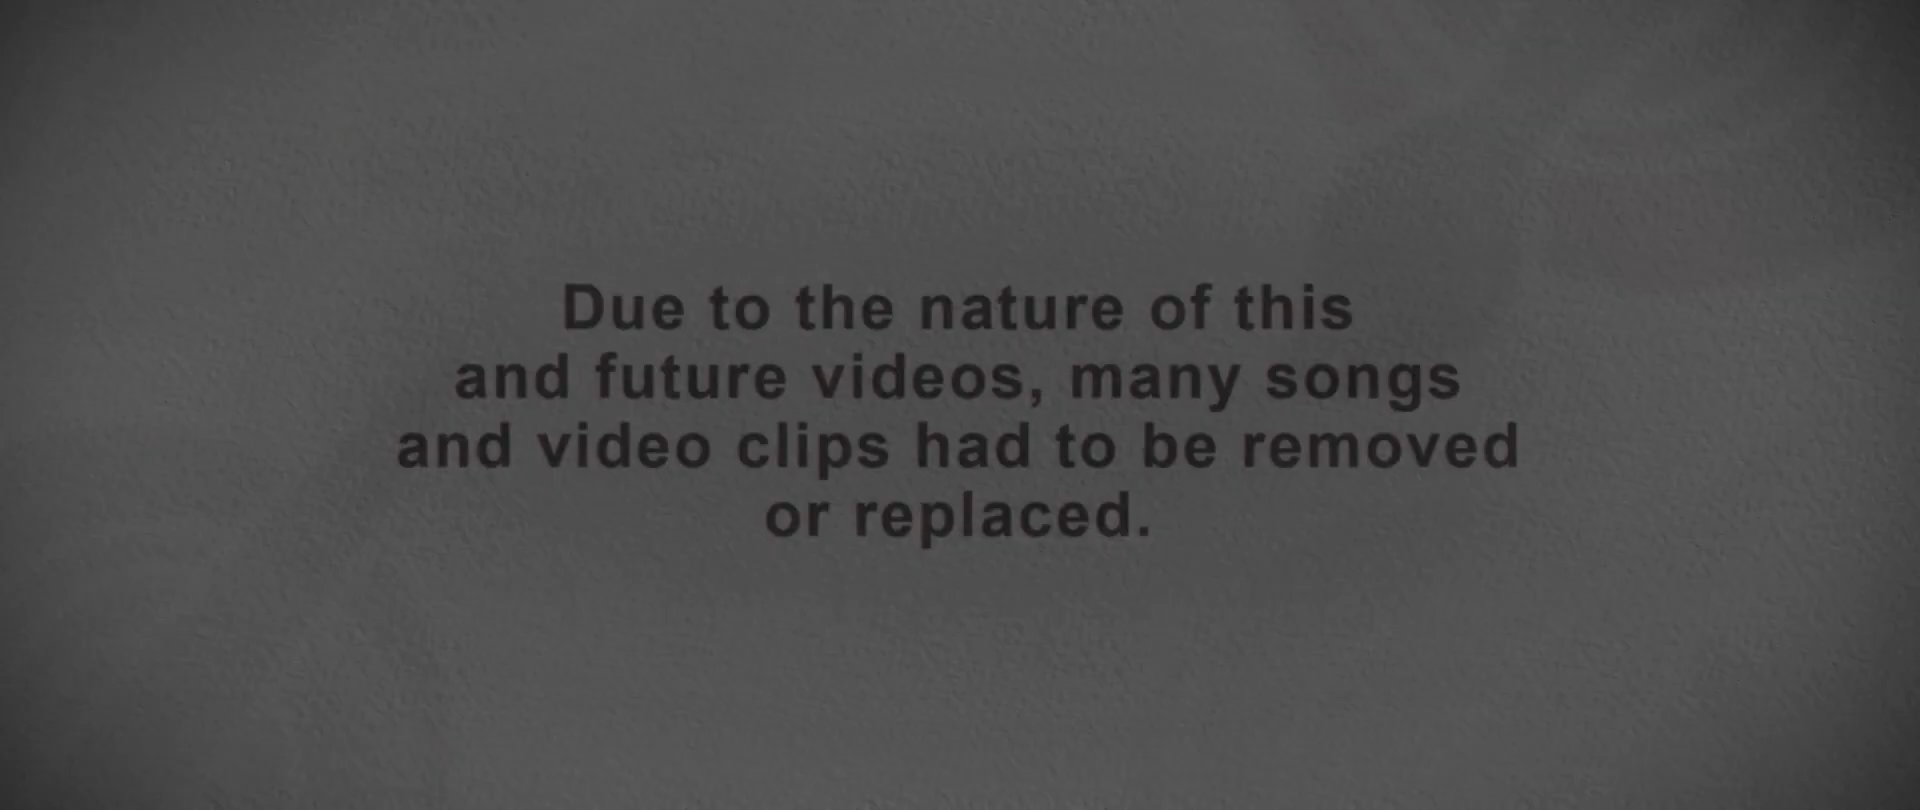 Due to the nature of this
and future videos, many songs
and video clips had to be removed
or replaced.